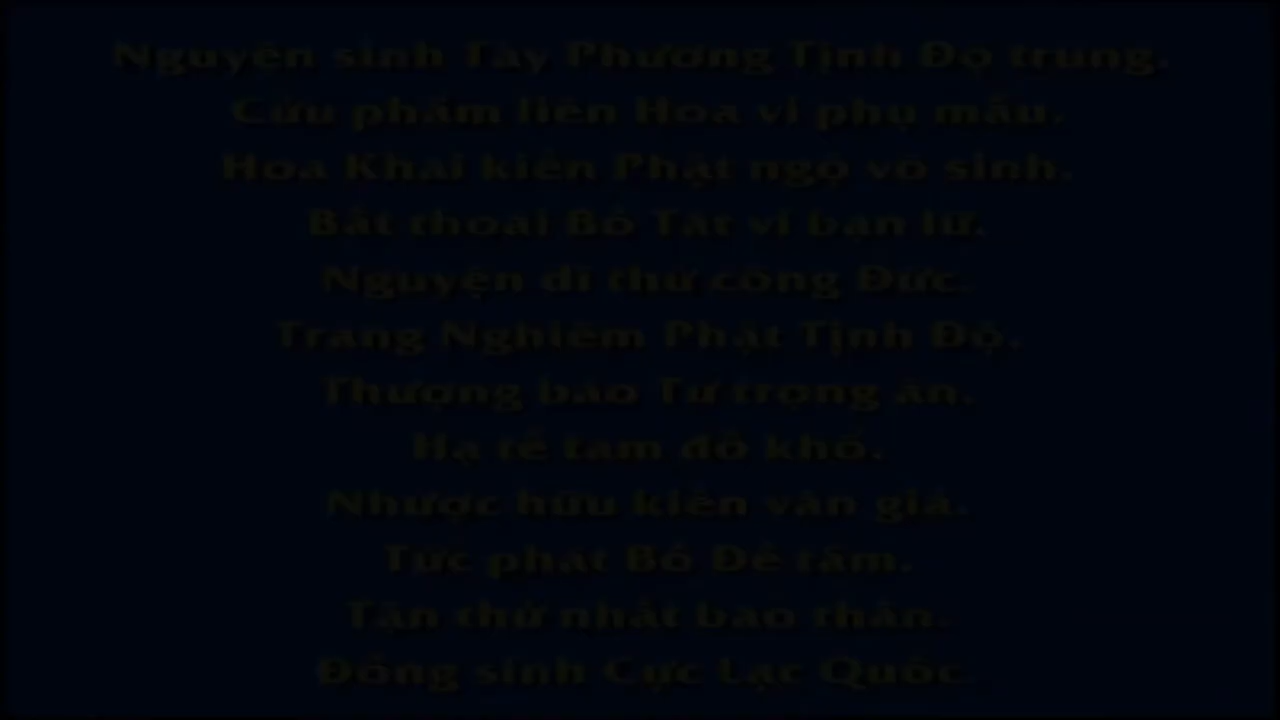 Nguyện sinh Tây Phương Tịnh Độ trung.
Cửu phẩm liên Hoa vi phụ mẫu.
Hoa Khai kiến Phật ngộ vô sinh.
Bất thoái Bồ Tát vi bạn lữ.
Nguyện dĩ thử công Đức.
Trang Nghiêm Phật Tịnh Độ.
Thượng báo Tứ trọng ân.
Hạ tế tam đồ khổ.
Nhược hữu kiến văn giả.
Tức phát Bồ Đề tâm.
Tận thử nhất báo thân.
Đồng sinh Cực Lạc Quốc.